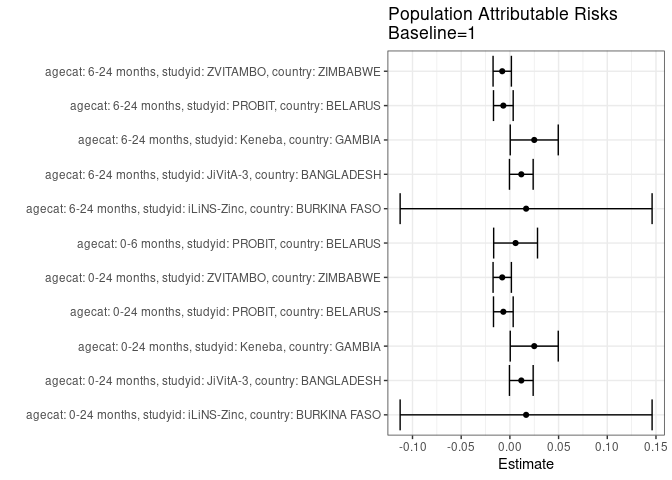 Population Attributable Risks
Baseline=1
agecat: 6-24 months, studyid: ZVITAMBO, country: ZIMBABWE
agecat: 6-24 months, studyid: PROBIT, country: BELARUS
agecat: 6-24 months, studyid: Keneba, country: GAMBIA
agecat: 6-24 months, studyid: JiVitA-3, country: BANGLADESH
agecat: 6-24 months, studyid: iLiNS-Zinc, country: BURKINA FASO
agecat: 0-6 months, studyid: PROBIT, country: BELARUS
agecat: 0-24 months, studyid: ZVITAMBO, country: ZIMBABWE
agecat: 0-24 months, studyid: PROBIT, country: BELARUS
agecat: 0-24 months, studyid: Keneba, country: GAMBIA
agecat: 0-24 months, studyid: JiVitA-3, country: BANGLADESH
agecat: 0-24 months, studyid: iLiNS-Zinc, country: BURKINA FASO
-0.10 -0.05 0.00 0.05 0.10 0.15
Estimate